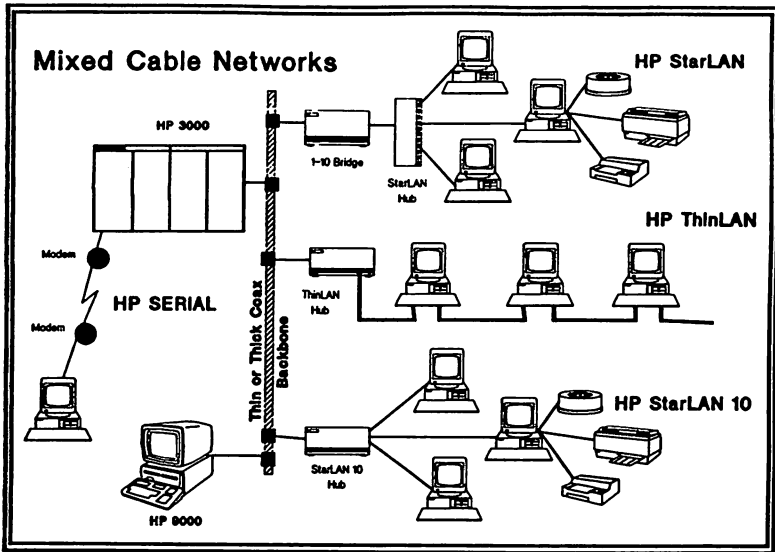 Mixed Cable Networks
HP StarLAN
HP 3000
1-10 Bridge
StarLAN
Hub
HP ThinLAN
Modem
HP SERIAL
Modem
ThinLAN
Hub
Thin or Thick Coax
Backbone
HP StarLAN 10
StarLAN 10
Hub
HP 9000